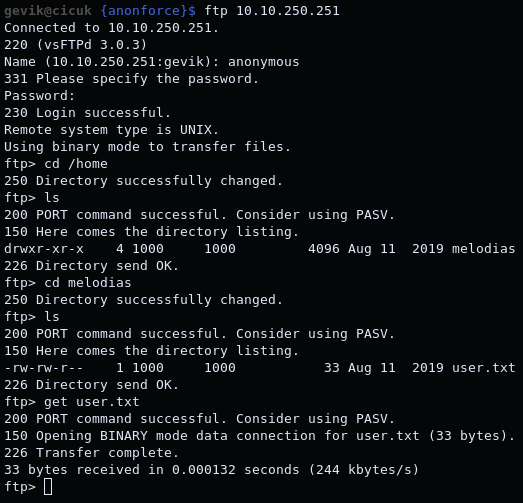 gevik@cicuk {anonforce}$ ftp 10.10.250.251
Connected to 10.10.250.251.
220 (vsFTPd 3.0.3)
Name (10.10.250.251:gevik): anonymous
331 Please specify the password.
Password:
230 Login successful.
Remote system type is UNIX.
Using binary mode to transfer files.
ftp> cd /home
250 Directory successfully changed.
ftp> ls
200 PORT command successful. Consider using PASV.
150 Here comes the directory listing.
drwxr-xr-x    4 1000     1000         4096 Aug 11  2019 melodias
226 Directory send OK.
ftp> cd melodias
250 Directory successfully changed.
ftp> ls
200 PORT command successful. Consider using PASV.
150 Here comes the directory listing.
-rw-rw-r--    1 1000     1000           33 Aug 11  2019 user.txt
226 Directory send OK.
ftp> get user.txt
200 PORT command successful. Consider using PASV.
150 Opening BINARY mode data connection for user.txt (33 bytes).
226 Transfer complete.
33 bytes received in 0.000132 seconds (244 kbytes/s)
ftp>